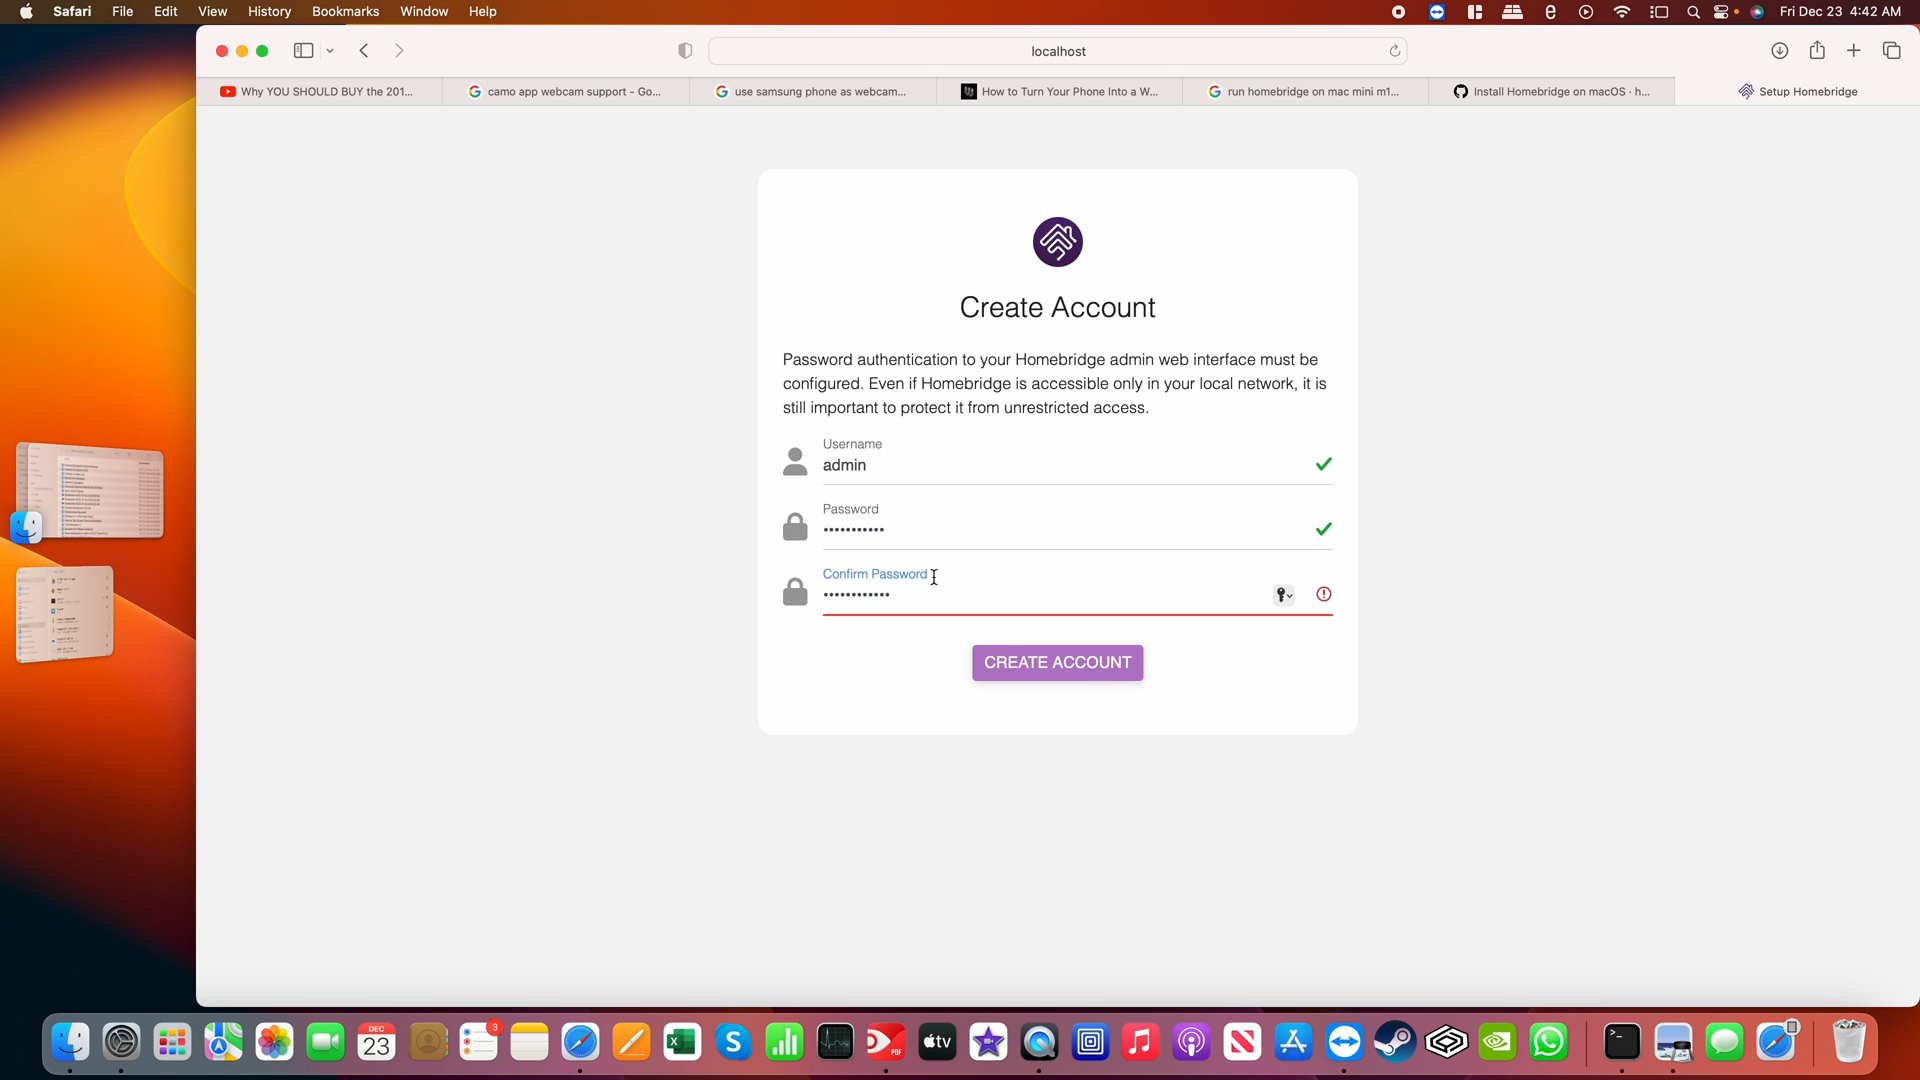 Safari File Edit View History Bookmarks Window Help Fri Dec 23 4:42 AM
localhost
Why YOU SHOULD BUY the 201... camo app webcam support - Go... use samsung phone as webcam... How to Turn Your Phone Into a W... run homebridge on mac mini m1... Install Homebridge on macOS · h... Setup Homebridge
Create Account
Password authentication to your Homebridge admin web interface must be
configured. Even if Homebridge is accessible only in your local network, it is
still important to protect it from unrestricted access.
Username
admin
Password
•••••••••••
Confirm Password
••••••••••••
CREATE ACCOUNT
DEC
23
3
PDF
tv